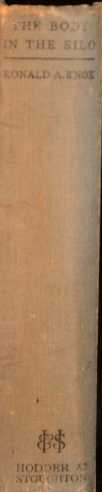 THE BODY
IN THE SILO
RONALD A. KNOX
HODDER &
STOUGHTON